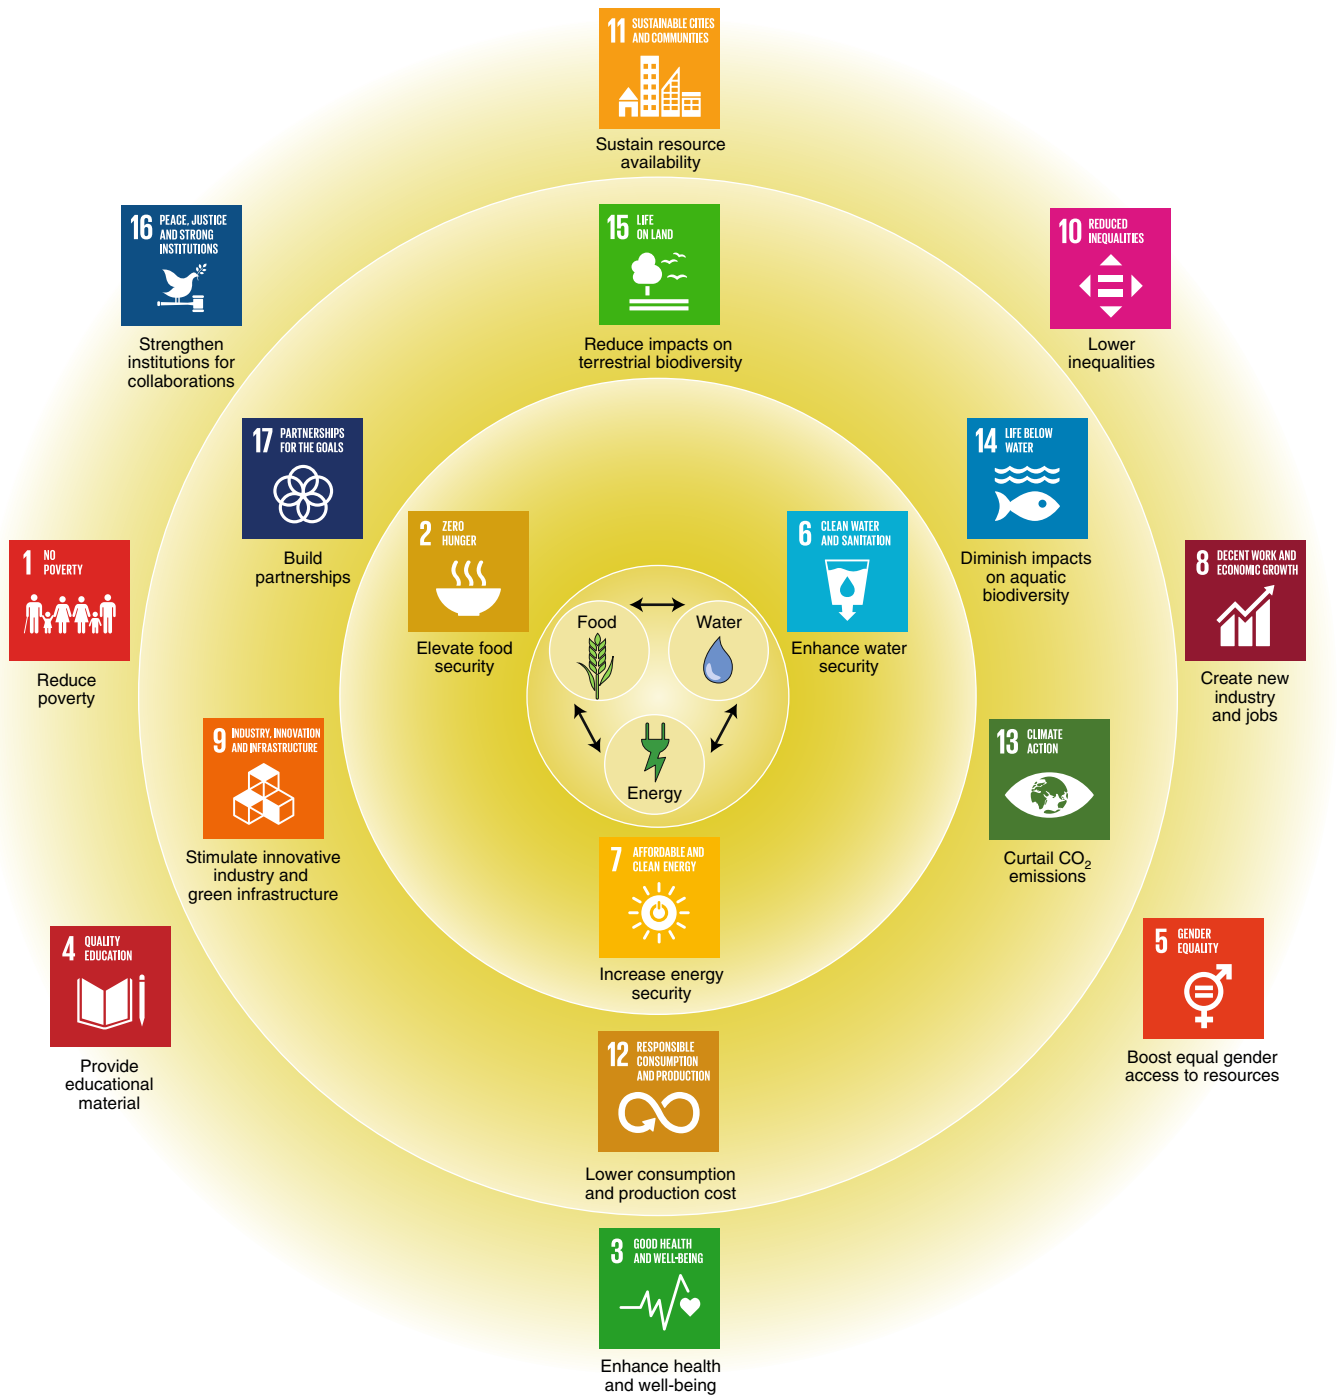 11 SUSTAINABLE CITIES
AND COMMUNITIES
Sustain resource
availability
16 PEACE, JUSTICE
AND STRONG
INSTITUTIONS
Strengthen
institutions for
collaborations
15 LIFE
ON LAND
Reduce impacts on
terrestrial biodiversity
10 REDUCED
INEQUALITIES
Lower
inequalities
17 PARTNERSHIPS
FOR THE GOALS
Build
partnerships
14 LIFE BELOW
WATER
Diminish impacts
on aquatic
biodiversity
2 ZERO
HUNGER
Elevate food
security
6 CLEAN WATER
AND SANITATION
Enhance water
security
1 NO
POVERTY
Reduce
poverty
8 DECENT WORK AND
ECONOMIC GROWTH
Create new
industry
and jobs
Food
Water
Energy
9 INDUSTRY, INNOVATION
AND INFRASTRUCTURE
Stimulate innovative
industry and
green infrastructure
13 CLIMATE
ACTION
Curtail CO₂
emissions
7 AFFORDABLE AND
CLEAN ENERGY
Increase energy
security
4 QUALITY
EDUCATION
Provide
educational
material
5 GENDER
EQUALITY
Boost equal gender
access to resources
12 RESPONSIBLE
CONSUMPTION
AND PRODUCTION
Lower consumption
and production cost
3 GOOD HEALTH
AND WELL-BEING
Enhance health
and well-being